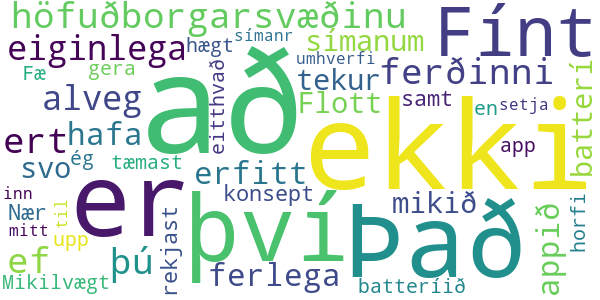 höfuðborgarsvæðinu
Fínt
eiginlega
hægt
símanr
símanum
umhverfi
Fæ
gera
eitthvað
tekur
ferðinni
batterí
alveg
að
Flott
samt
en
setja
ert
hafa
ekki
app
svo
ég
tæmast
erfitt
inn
er
því
Það
konsept
mikið
appið
horfi
Nær
til
mitt
upp
þú
rekjast
ef
ferlega
batteríið
Mikilvægt